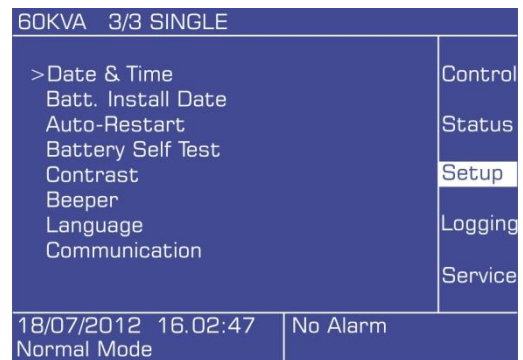 60KVA 3/3 SINGLE
>Date & Time
Batt. Install Date
Auto-Restart
Battery Self Test
Contrast
Beeper
Language
Communication
Control
Status
Setup
Logging
Service
18/07/2012 16.02:47
Normal Mode
No Alarm